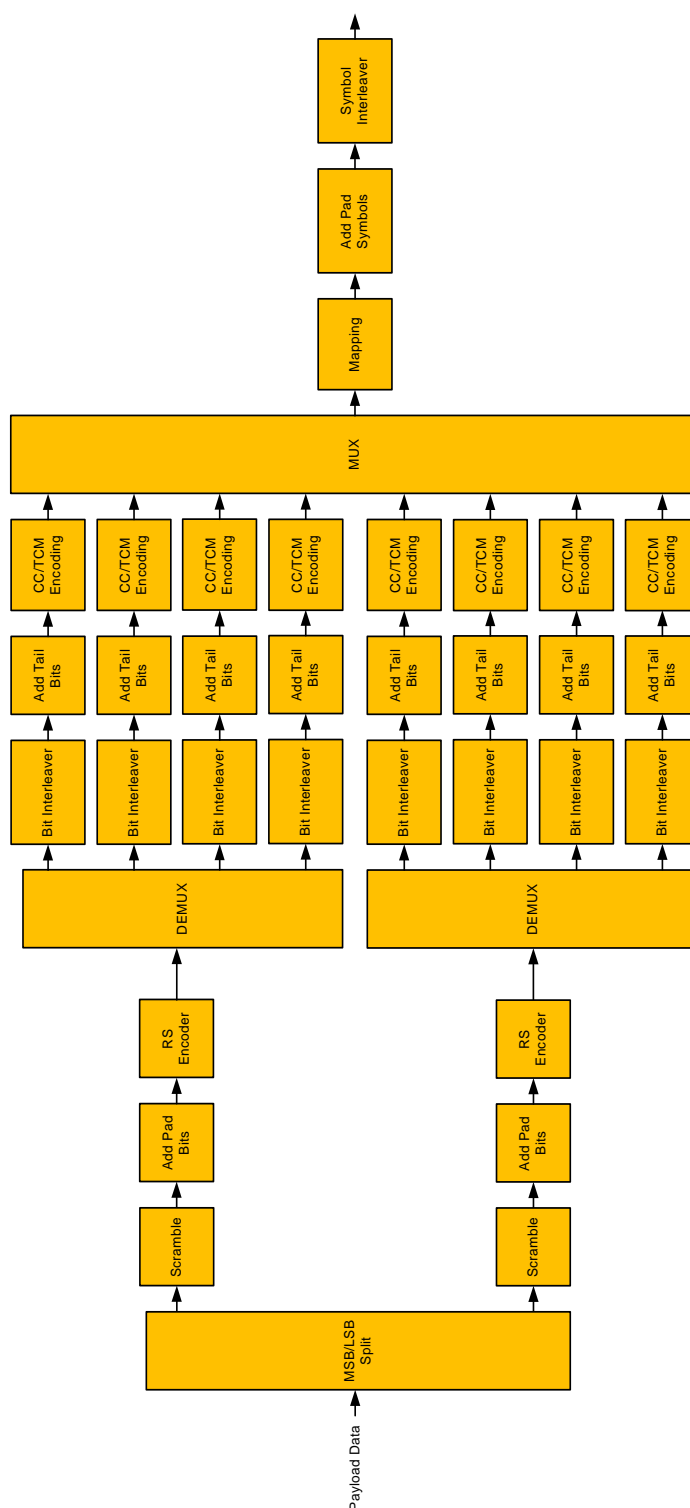 Payload Data
MSB/LSB
Split
Scramble
Add Pad
Bits
RS
Encoder
DEMUX
Scramble
Add Pad
Bits
RS
Encoder
DEMUX
Bit Interleaver
Add Tail
Bits
CC/TCM
Encoding
Bit Interleaver
Add Tail
Bits
CC/TCM
Encoding
Bit Interleaver
Add Tail
Bits
CC/TCM
Encoding
Bit Interleaver
Add Tail
Bits
CC/TCM
Encoding
Bit Interleaver
Add Tail
Bits
CC/TCM
Encoding
Bit Interleaver
Add Tail
Bits
CC/TCM
Encoding
Bit Interleaver
Add Tail
Bits
CC/TCM
Encoding
Bit Interleaver
Add Tail
Bits
CC/TCM
Encoding
MUX
Mapping
Add Pad
Symbols
Symbol
Interleaver